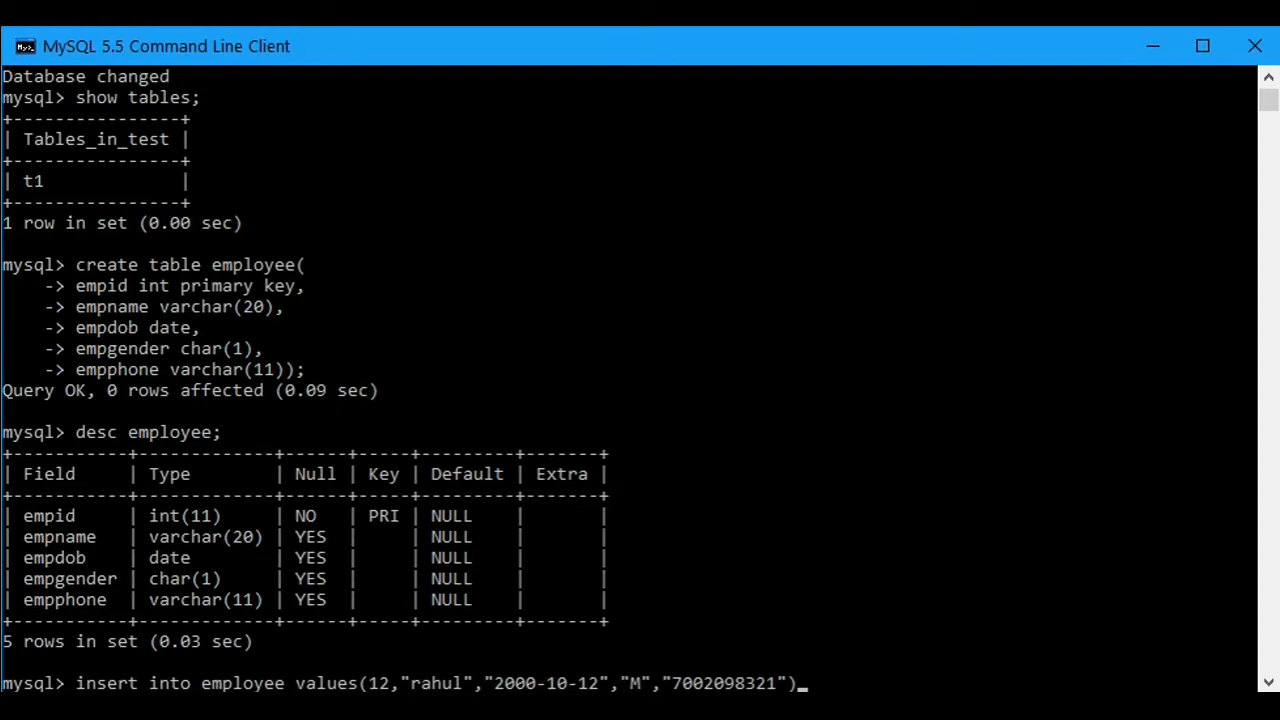 MySQL 5.5 Command Line Client
Database changed
mysql> show tables;
+----------------+
| Tables_in_test |
+----------------+
| t1             |
+----------------+
1 row in set (0.00 sec)

mysql> create table employee(
    -> empid int primary key,
    -> empname varchar(20),
    -> empdob date,
    -> empgender char(1),
    -> empphone varchar(11));
Query OK, 0 rows affected (0.09 sec)

mysql> desc employee;
+-----------+-------------+------+-----+---------+-------+
| Field     | Type        | Null | Key | Default | Extra |
+-----------+-------------+------+-----+---------+-------+
| empid     | int(11)     | NO   | PRI | NULL    |       |
| empname   | varchar(20) | YES  |     | NULL    |       |
| empdob    | date        | YES  |     | NULL    |       |
| empgender | char(1)     | YES  |     | NULL    |       |
| empphone  | varchar(11) | YES  |     | NULL    |       |
+-----------+-------------+------+-----+---------+-------+
5 rows in set (0.03 sec)

mysql> insert into employee values(12,"rahul","2000-10-12","M","7002098321")_